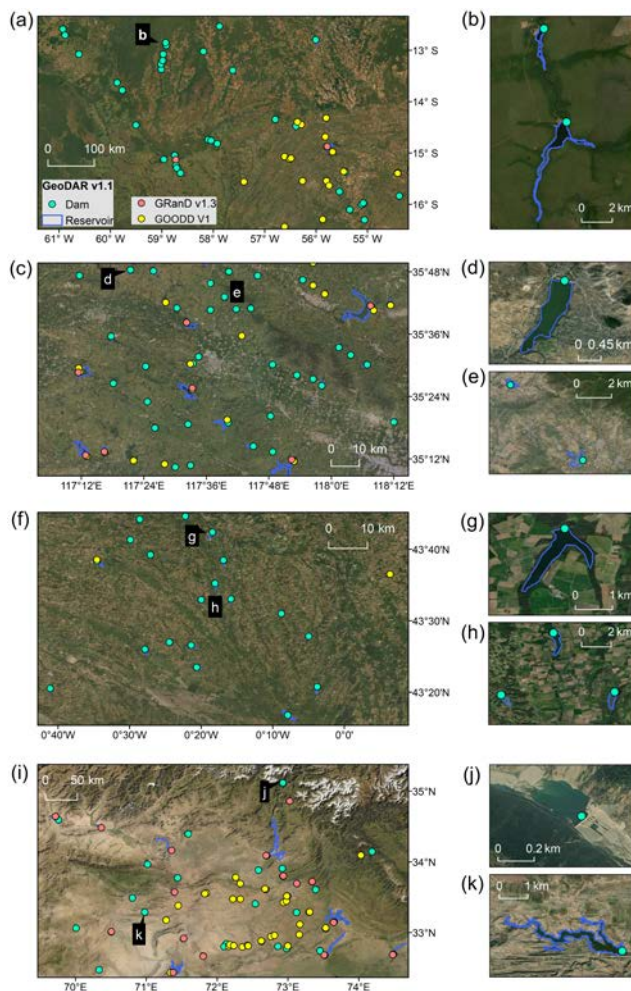 (a)
b
13° S
14° S
15° S
16° S
0 100 km
GeoDAR v1.1
Dam
Reservoir
GRanD v1.3
GOODD V1
61° W 60° W 59° W 58° W 57° W 56° W 55° W
(b)
0 2 km
(c)
d
e
35°48'N
35°36'N
35°24'N
35°12'N
0 10 km
117°12'E 117°24'E 117°36'E 117°48'E 118°0'E 118°12'E
(d)
0 0.45 km
(e)
0 2 km
(f)
g
h
0 10 km
43°40'N
43°30'N
43°20'N
0°40'W 0°30'W 0°20'W 0°10'W 0°0'
(g)
0 1 km
(h)
0 2 km
(i)
0 50 km
j
k
35°N
34°N
33°N
70°E 71°E 72°E 73°E 74°E
(j)
0 0.2 km
(k)
0 1 km